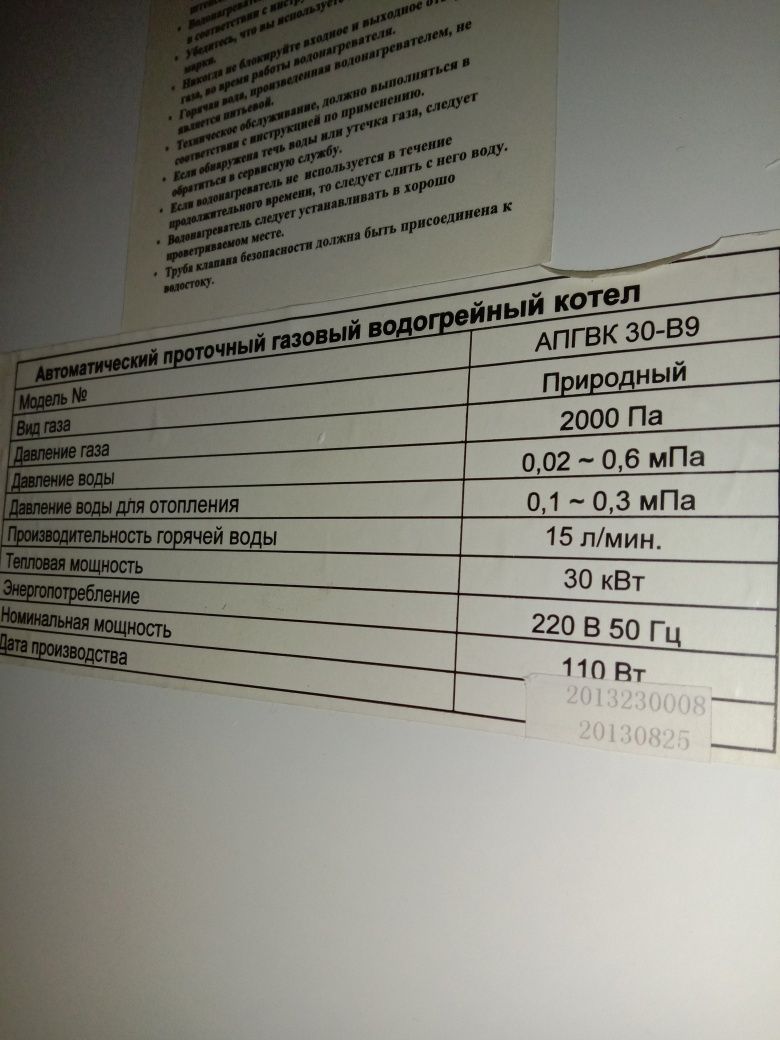 • Водонагревател
в соответствии с инстр
• Убедитесь, что вы используете
марки.
• Никогда не блокируйте входное и выходное
газа, во время работы водонагревателя.
• Горячая вода, произведенная водонагревателем, не
является питьевой.
• Техническое обслуживание, должно выполняться в
соответствии с инструкцией по применению.
• Если обнаружена течь воды или утечка газа, следует
обратиться в сервисную службу.
• Если водонагреватель не используется в течение
продолжительного времени, то следует слить с него воду.
• Водонагреватель следует устанавливать в хорошо
проветриваемом месте.
• Труба клапана безопасности должна быть присоединена к
водостоку.
Автоматический проточный газовый водогрейный котел
Модель № АПГВК 30-В9
Вид газа Природный
Давление газа 2000 Па
Давление воды 0,02 ~ 0,6 мПа
Давление воды для отопления 0,1 ~ 0,3 мПа
Производительность горячей воды 15 л/мин.
Тепловая мощность 30 кВт
Энергопотребление 220 В 50 Гц
Номинальная мощность 110 Вт
Дата производства
2013230008
20130825